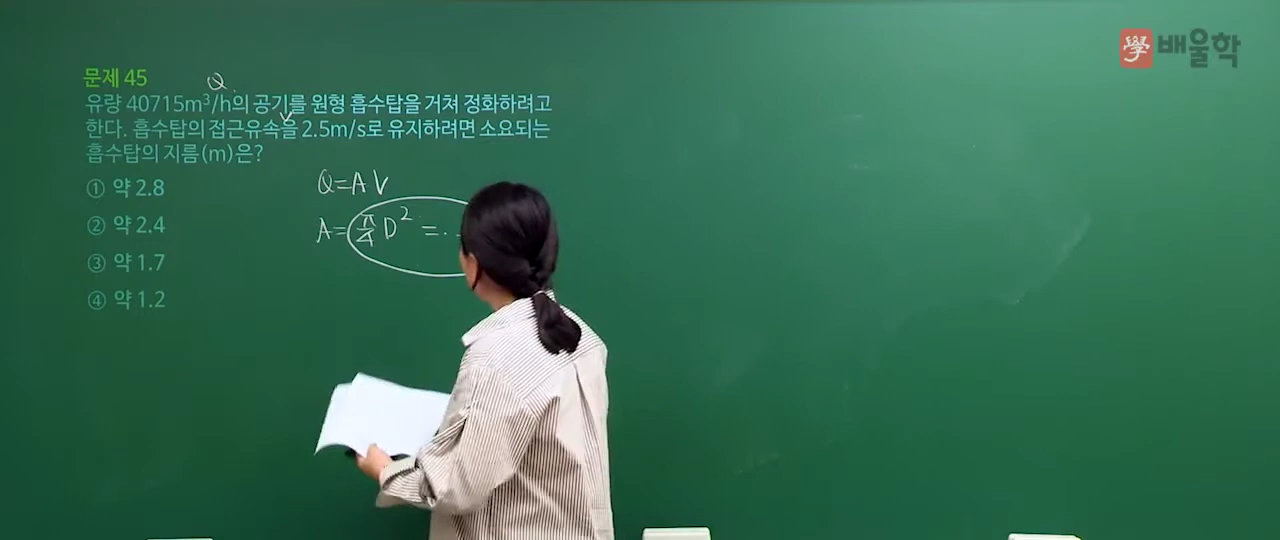 學 배울학
문제 45
Q
유량 40715m³/h의 공기를 원형 흡수탑을 거쳐 정화하려고
한다. 흡수탑의 접근유속을 2.5m/s로 유지하려면 소요되는
V
흡수탑의 지름(m)은?
① 약 2.8
② 약 2.4
③ 약 1.7
④ 약 1.2
Q=AV
A=π/4 D² = ...